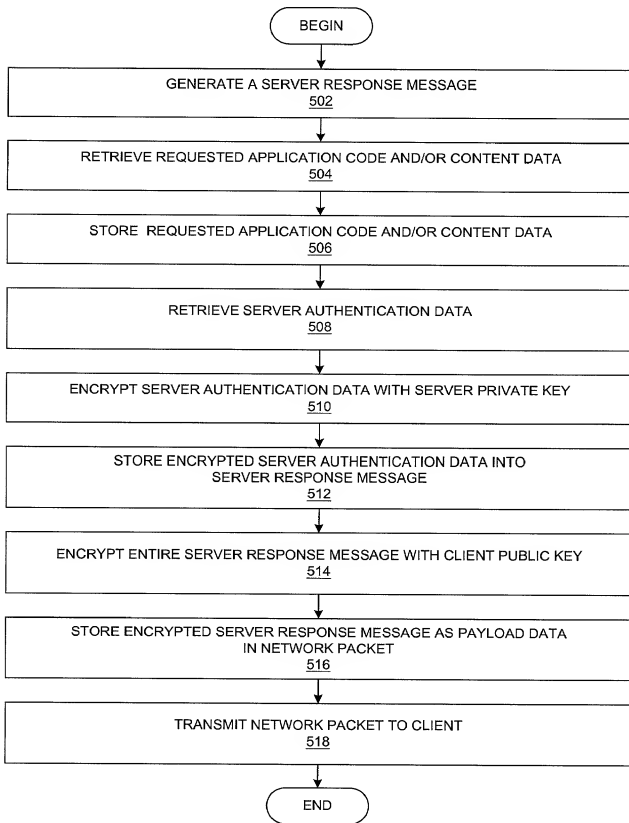 BEGIN
GENERATE A SERVER RESPONSE MESSAGE
502
RETRIEVE REQUESTED APPLICATION CODE AND/OR CONTENT DATA
504
STORE REQUESTED APPLICATION CODE AND/OR CONTENT DATA
506
RETRIEVE SERVER AUTHENTICATION DATA
508
ENCRYPT SERVER AUTHENTICATION DATA WITH SERVER PRIVATE KEY
510
STORE ENCRYPTED SERVER AUTHENTICATION DATA INTO
SERVER RESPONSE MESSAGE
512
ENCRYPT ENTIRE SERVER RESPONSE MESSAGE WITH CLIENT PUBLIC KEY
514
STORE ENCRYPTED SERVER RESPONSE MESSAGE AS PAYLOAD DATA
IN NETWORK PACKET
516
TRANSMIT NETWORK PACKET TO CLIENT
518
END